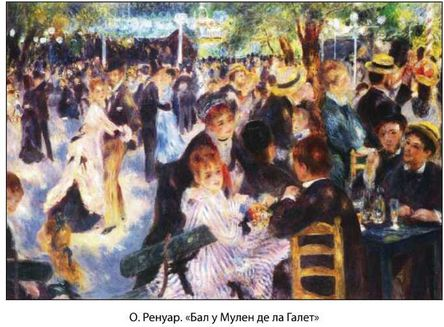 О. Ренуар. «Бал у Мулен де ла Галет»